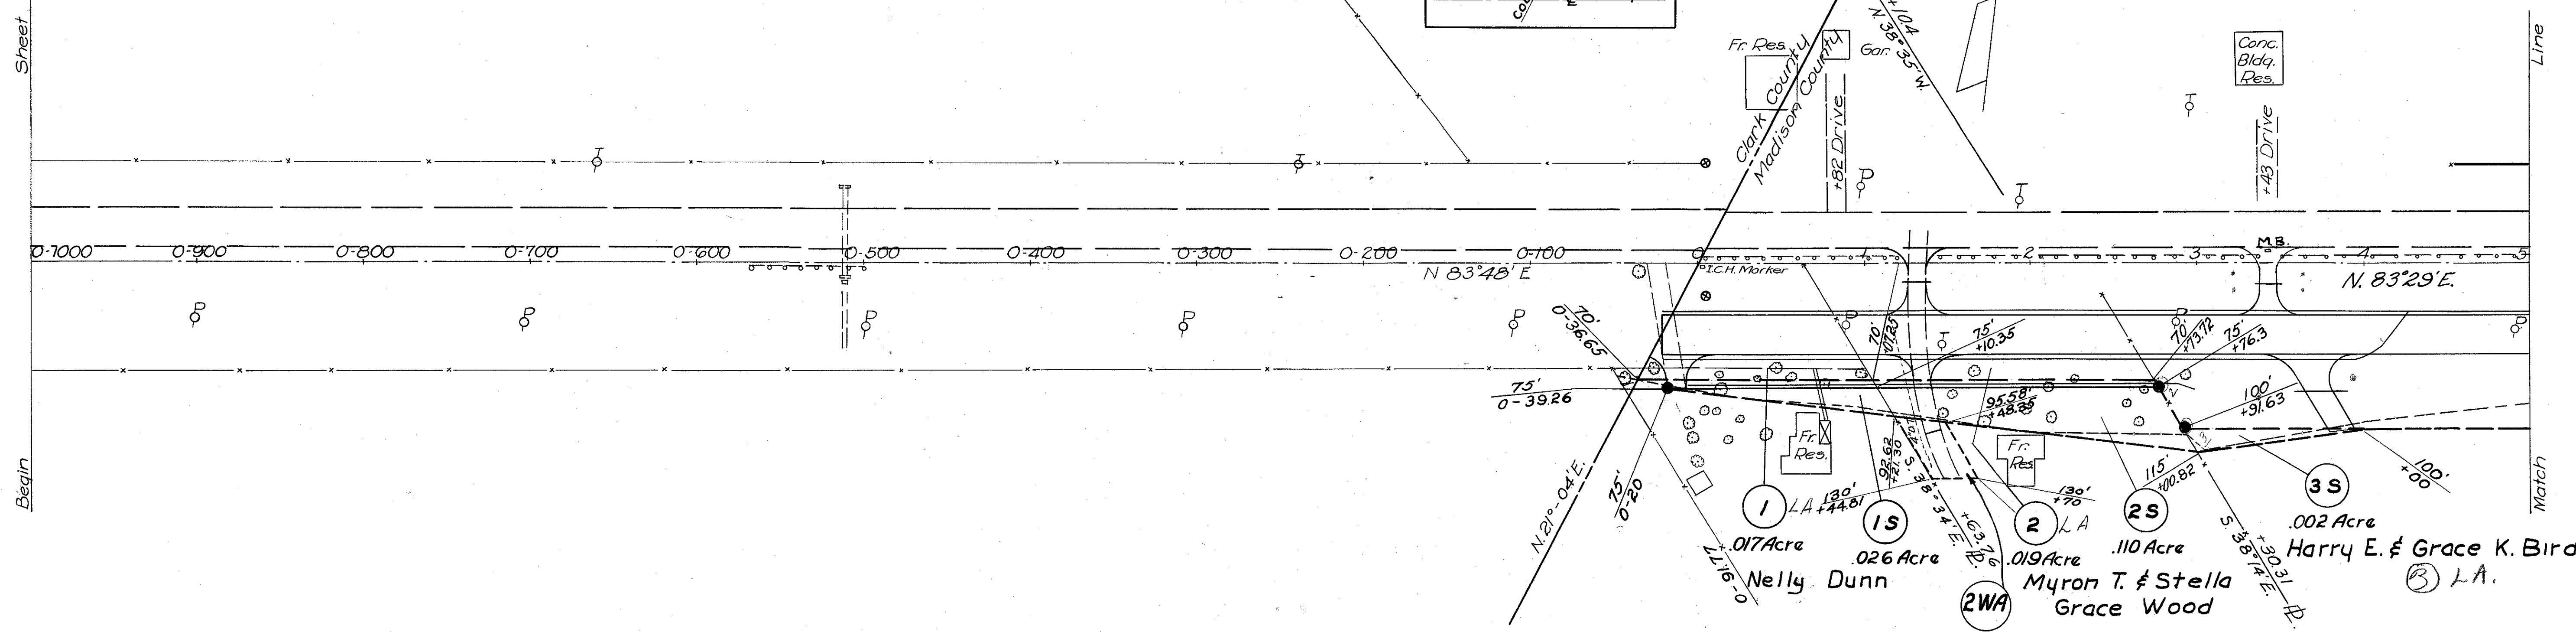 Sheet
Begin
Line
Match
Fr. Res.
Gar.
Clark County
Madison County
+82 Drive
+10.4
N. 38° 35' W.
Conc.
Bldg.
Res.
+43 Drive
T
T
T
T
P
0-1000 0-900 0-800 0-700 0-600 0-500 0-400 0-300 0-200 0-100 0 1 2 3 4 5
M.B.
N 83°48' E
I.C.H. Marker
N. 83°29'E.
P
P
P
P
P
P
P
P
70'
0-36.65
75'
0-39.26
75'
0-20
70'
+07.25
75'
+10.35
70'
+73.72
75'
+76.3
100'
+91.63
95.58'
+48.35
92.62
+21.30
115'
+00.82
100'
+00
130'
+44.81
130'
+70
Fr.
Res.
Fr.
Res
N. 21°-04' E.
0-91.77
S. 38°-34' E.
+63.76
S. 38°14' E.
+30.31
1 LA
.017 Acre
1S
.026 Acre
Nelly Dunn
2 LA
.019 Acre
2WA
2S
.110 Acre
Myron T. & Stella
Grace Wood
3S
.002 Acre
Harry E. & Grace K. Bird
3 LA.